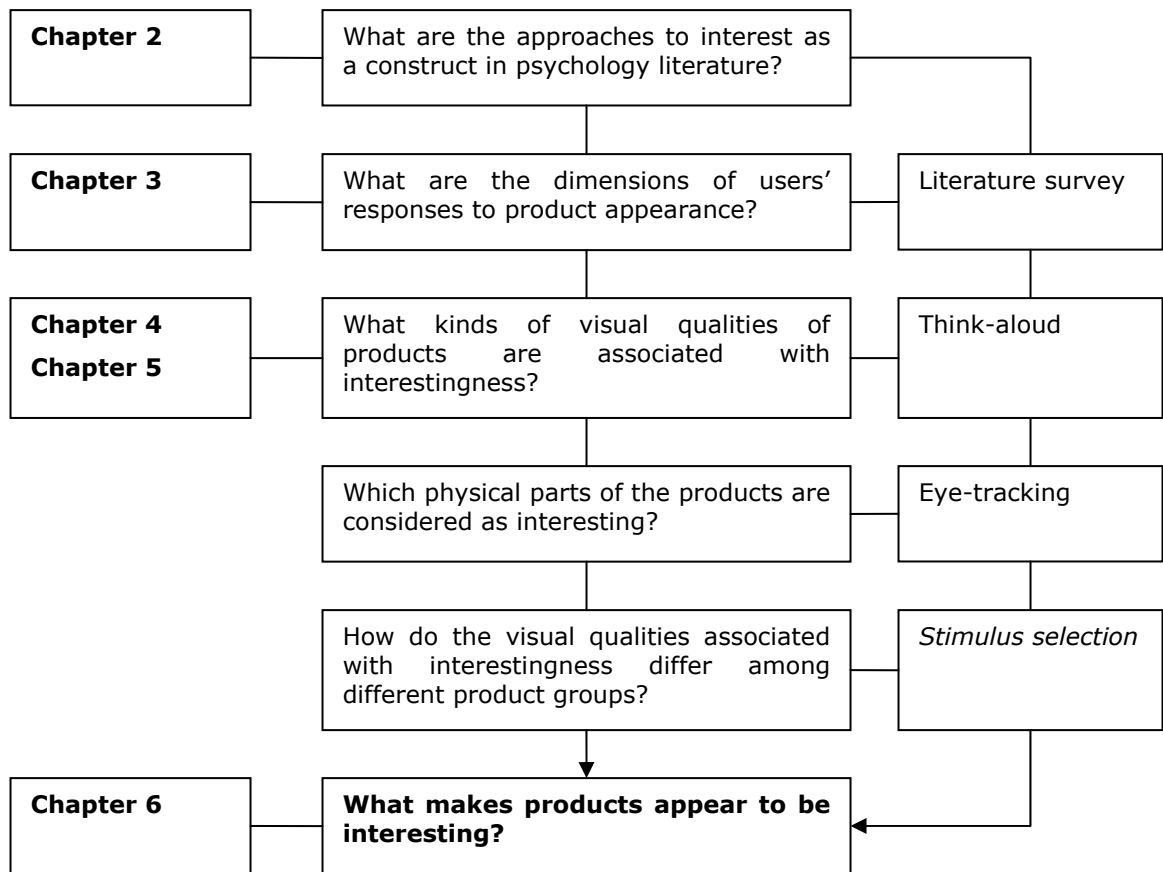 Chapter 2
What are the approaches to interest as
a construct in psychology literature?
Chapter 3
What are the dimensions of users’
responses to product appearance?
Literature survey
Chapter 4
Chapter 5
What kinds of visual qualities of
products are associated with
interestingness?
Think-aloud
Which physical parts of the products are
considered as interesting?
Eye-tracking
How do the visual qualities associated
with interestingness differ among
different product groups?
Stimulus selection
Chapter 6
What makes products appear to be
interesting?